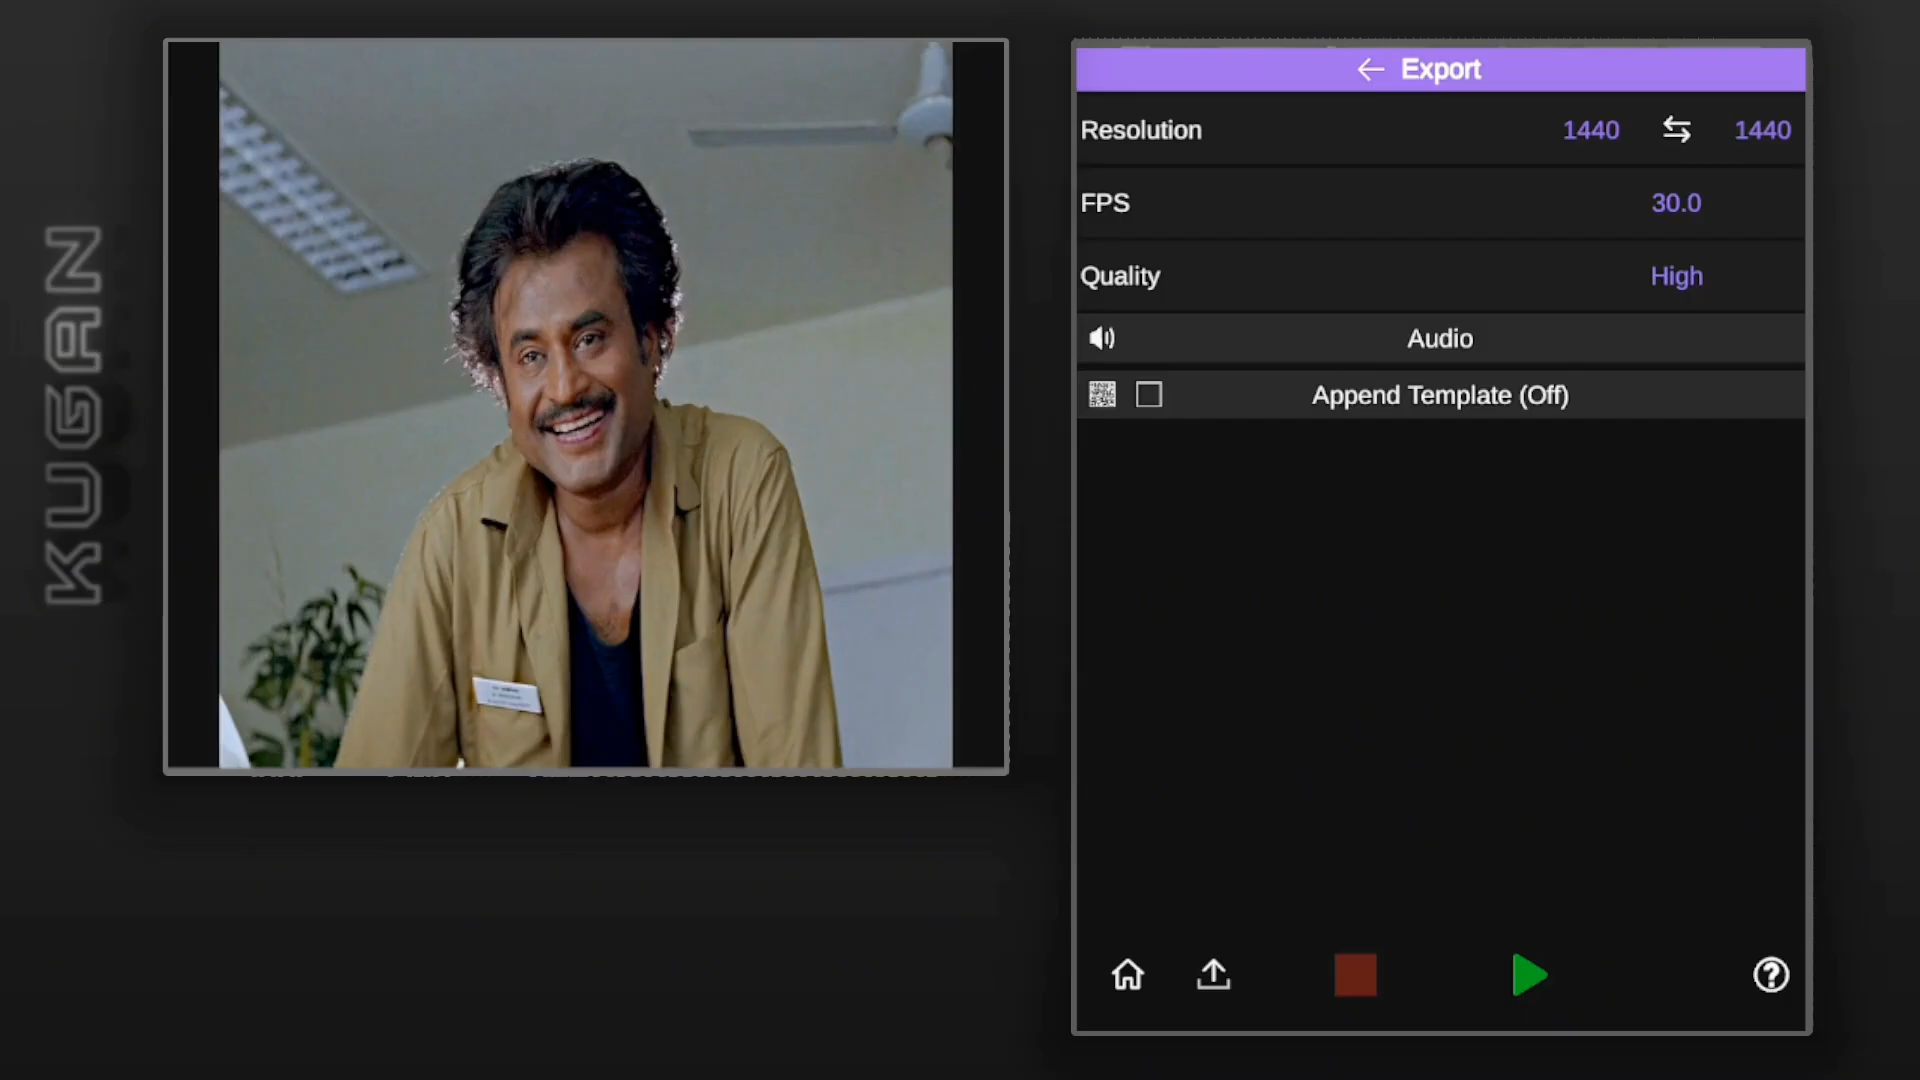 KUGAN
Export
Resolution 1440 1440
FPS 30.0
Quality High
Audio
Append Template (Off)